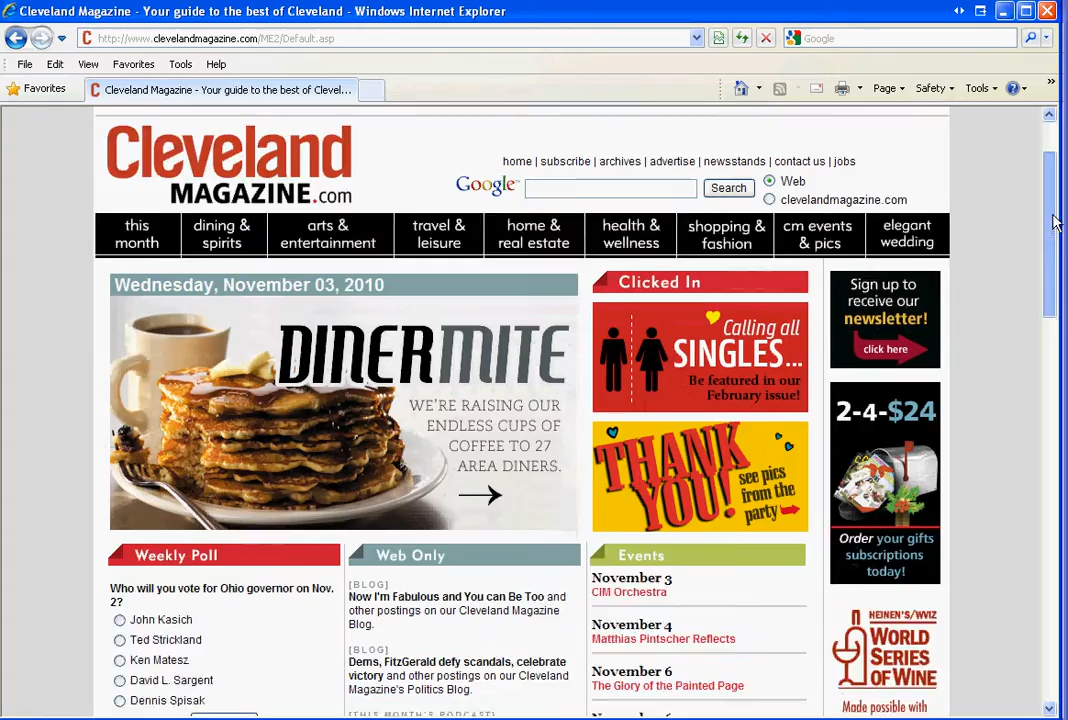 Cleveland Magazine - Your guide to the best of Cleveland - Windows Internet Explorer
http://www.clevelandmagazine.com/ME2/Default.asp
Google
File Edit View Favorites Tools Help
Favorites
Cleveland Magazine - Your guide to the best of Clevel...
Page Safety Tools
Cleveland
MAGAZINE.com
home | subscribe | archives | advertise | newsstands | contact us | jobs
Google
Search
Web
clevelandmagazine.com
this month
dining & spirits
arts & entertainment
travel & leisure
home & real estate
health & wellness
shopping & fashion
cm events & pics
elegant wedding
Wednesday, November 03, 2010
DINERMITE
WE'RE RAISING OUR
ENDLESS CUPS OF
COFFEE TO 27
AREA DINERS.
Clicked In
Calling all
SINGLES...
Be featured in our
February issue!
THANK
YOU!
see pics
from the
party
Sign up to
receive our
newsletter!
click here
2-4-$24
Order your gifts
subscriptions
today!
HEINEN'S/WVIZ
WORLD
SERIES
OF WINE
Made possible with
Weekly Poll
Who will you vote for Ohio governor on Nov.
2?
John Kasich
Ted Strickland
Ken Matesz
David L. Sargent
Dennis Spisak
Web Only
[BLOG]
Now I'm Fabulous and You can Be Too and
other postings on our Cleveland Magazine
Blog.
[BLOG]
Dems, FitzGerald defy scandals, celebrate
victory and other postings on our Cleveland
Magazine's Politics Blog.
[THIS MONTH'S PODCAST]
Events
November 3
CIM Orchestra
November 4
Matthias Pintscher Reflects
November 6
The Glory of the Painted Page